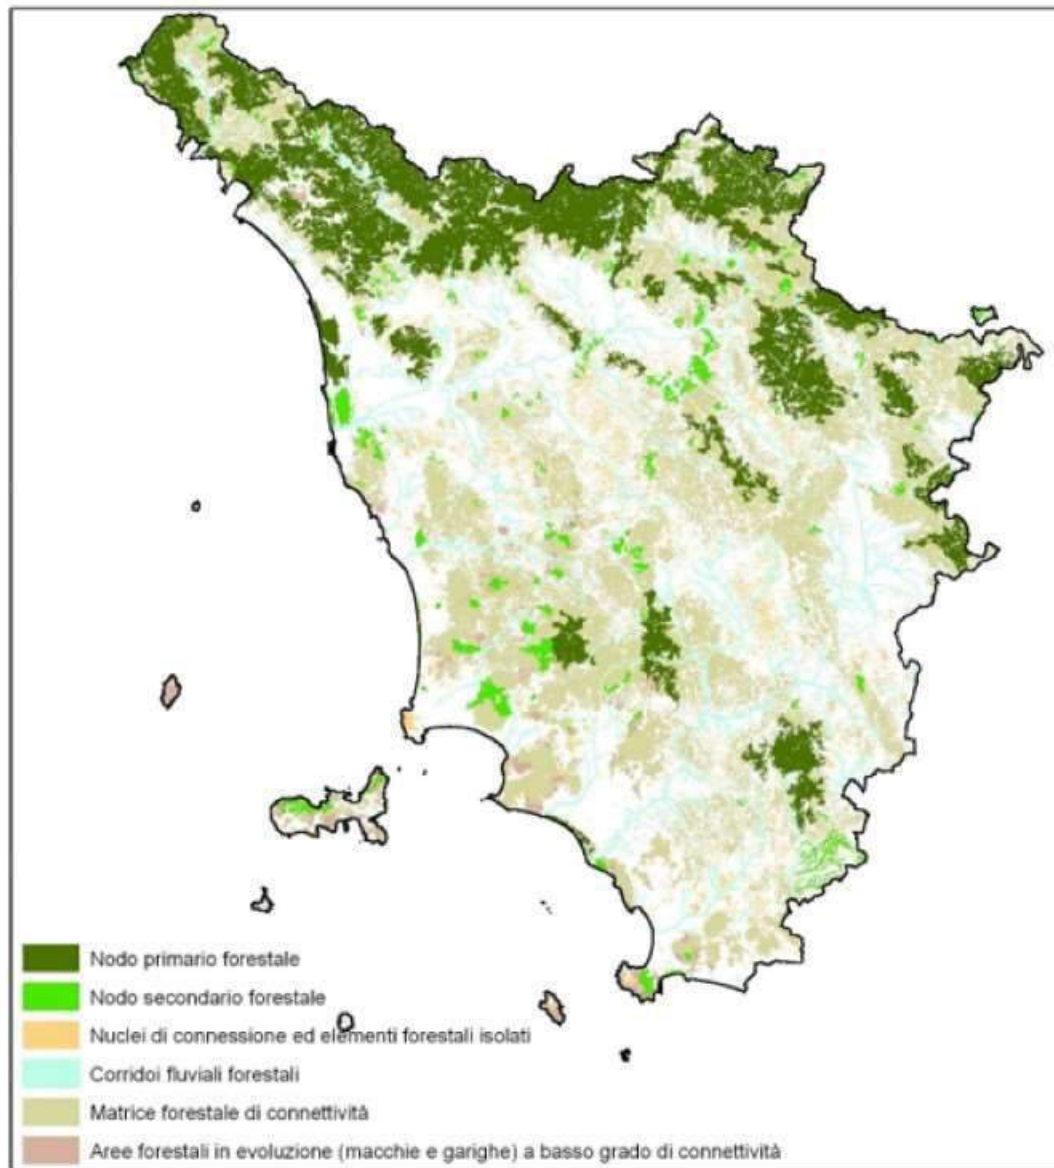 Nodo primario forestale
Nodo secondario forestale
Nuclei di connessione ed elementi forestali isolati
Corridoi fluviali forestali
Matrice forestale di connettività
Aree forestali in evoluzione (macchie e garighe) a basso grado di connettività